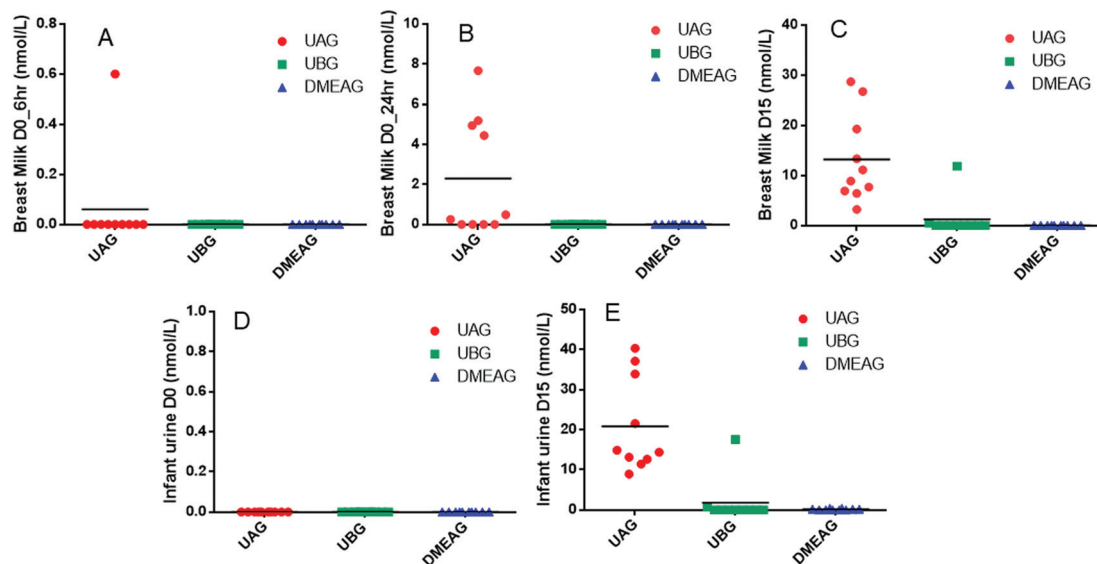 A
Breast Milk D0_6hr (nmol/L)
0.8
0.6
0.4
0.2
0.0
UAG
UBG
DMEAG
UAG
UBG
DMEAG
B
Breast Milk D0_24hr (nmol/L)
10
8
6
4
2
0
UAG
UBG
DMEAG
UAG
UBG
DMEAG
C
Breast Milk D15 (nmol/L)
40
30
20
10
0
UAG
UBG
DMEAG
UAG
UBG
DMEAG
D
Infant urine D0 (nmol/L)
1.0
0.8
0.6
0.4
0.2
0.0
UAG
UBG
DMEAG
UAG
UBG
DMEAG
E
Infant urine D15 (nmol/L)
50
40
30
20
10
0
UAG
UBG
DMEAG
UAG
UBG
DMEAG